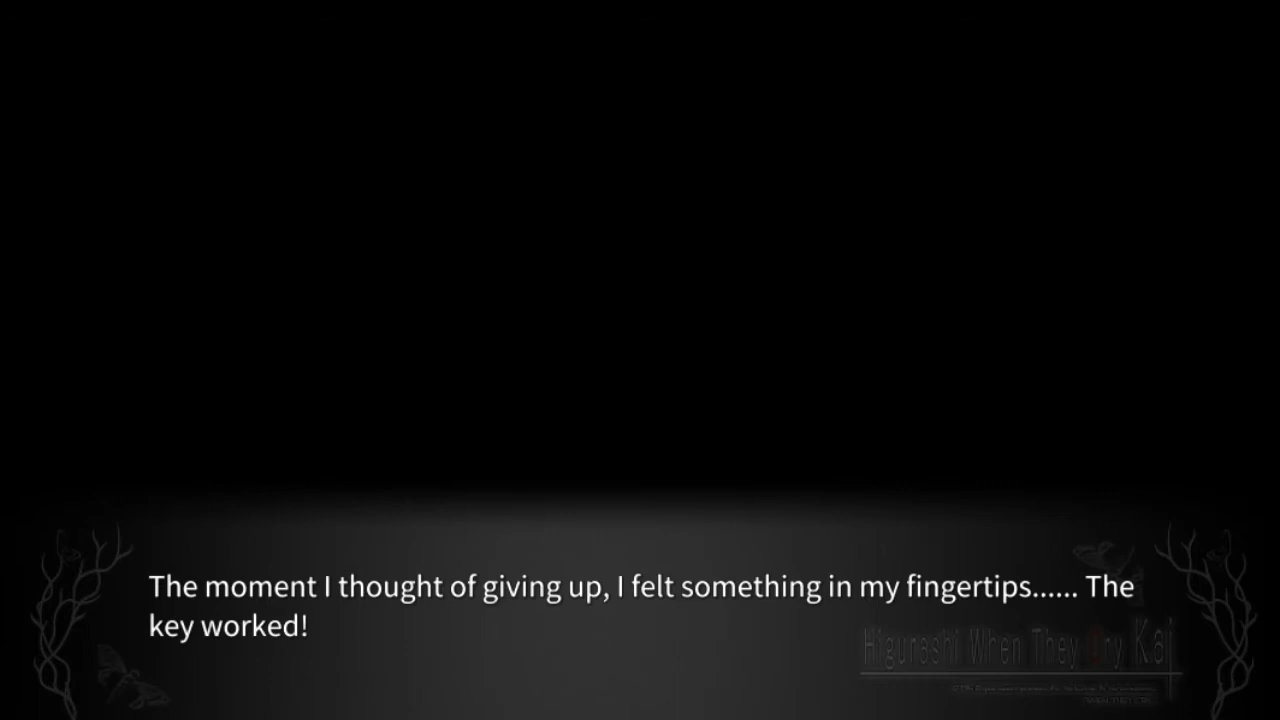 The moment I thought of giving up, I felt something in my fingertips...... The
key worked!
Higurashi When They Cry Kai